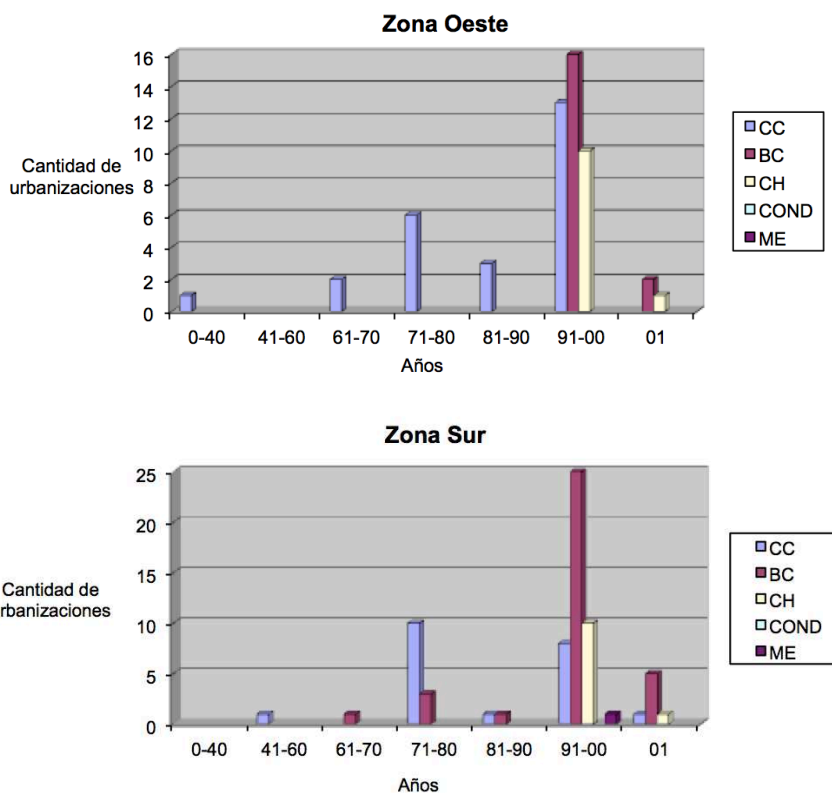 Zona Oeste
16
14
12
10
8
6
4
2
0
Cantidad de
urbanizaciones
0-40 41-60 61-70 71-80 81-90 91-00 01
Años
CC
BC
CH
COND
ME
Zona Sur
25
20
15
10
5
0
Cantidad de
rbanizaciones
0-40 41-60 61-70 71-80 81-90 91-00 01
Años
CC
BC
CH
COND
ME